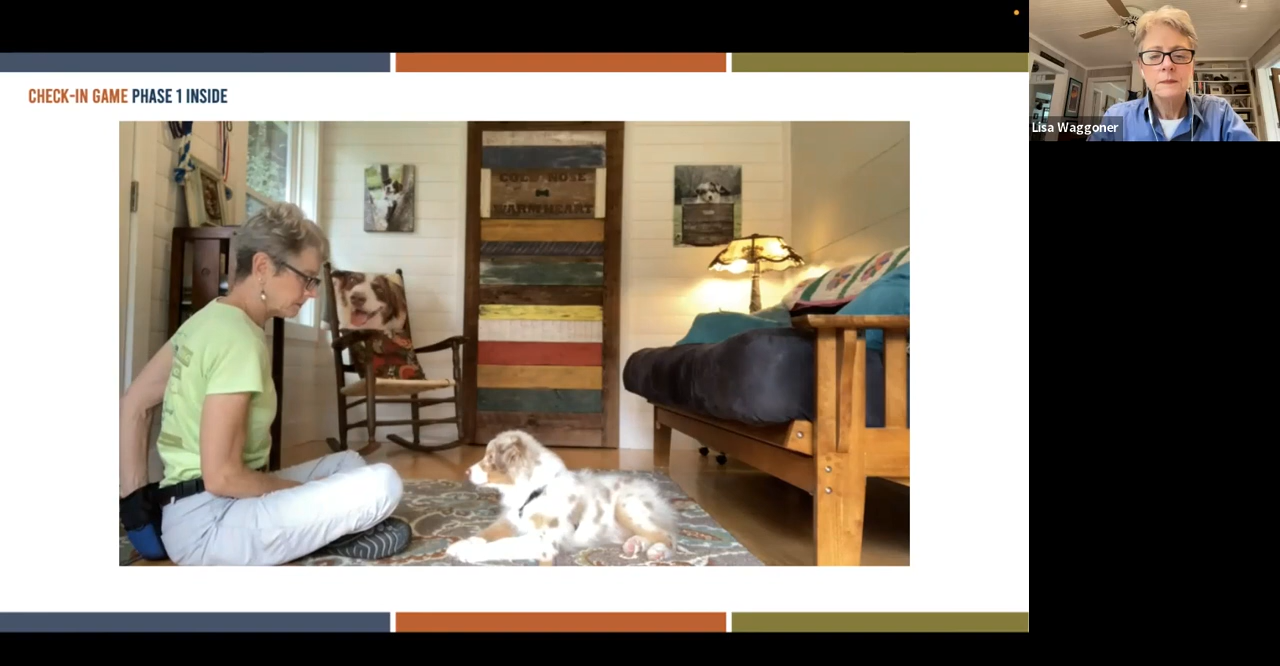 CHECK-IN GAME PHASE 1 INSIDE
COLD NOSE
WARM HEART
Lisa Waggoner